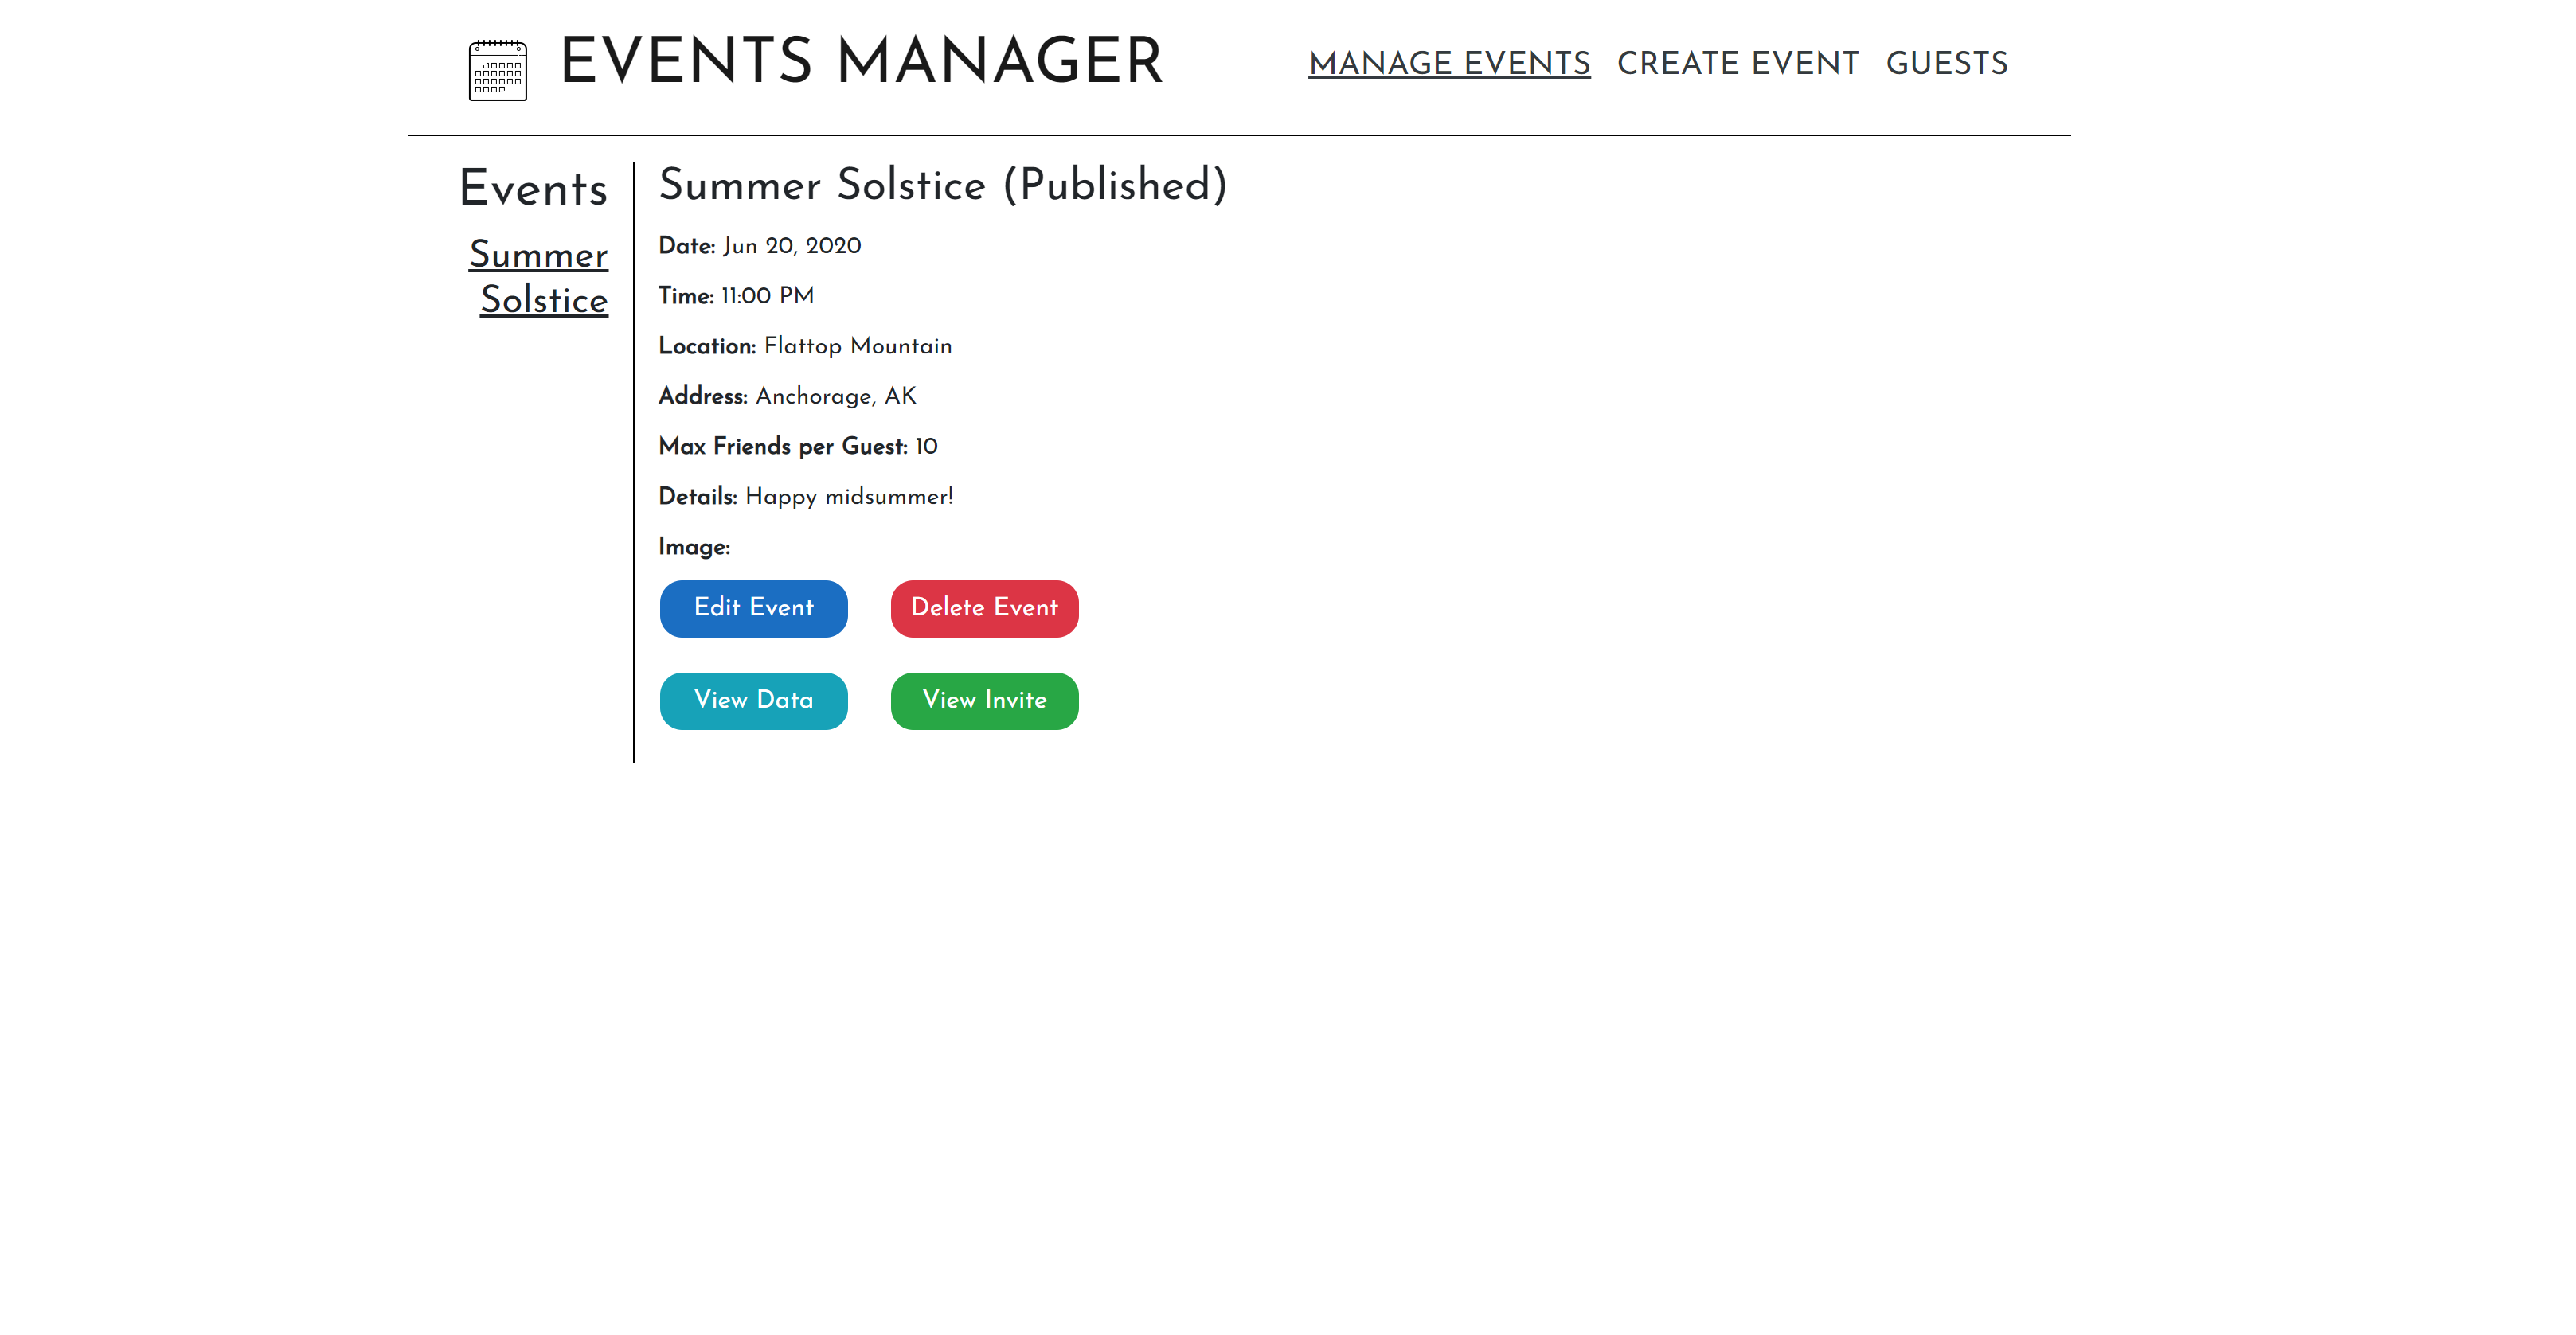 EVENTS MANAGER
MANAGE EVENTS CREATE EVENT GUESTS
Events
Summer
Solstice
Summer Solstice (Published)
Date: Jun 20, 2020
Time: 11:00 PM
Location: Flattop Mountain
Address: Anchorage, AK
Max Friends per Guest: 10
Details: Happy midsummer!
Image:
Edit Event Delete Event
View Data View Invite